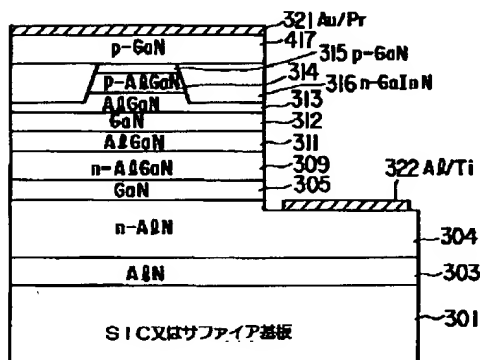 321 Au/Pr
p-GaN
417
315 p-GaN
p-AlGaN
314
316 n-GaInN
AlGaN
313
GaN
312
AlGaN
311
n-AlGaN
309
322 Al/Ti
GaN
305
n-AlN
304
AlN
303
SIC又はサファイア基板
301